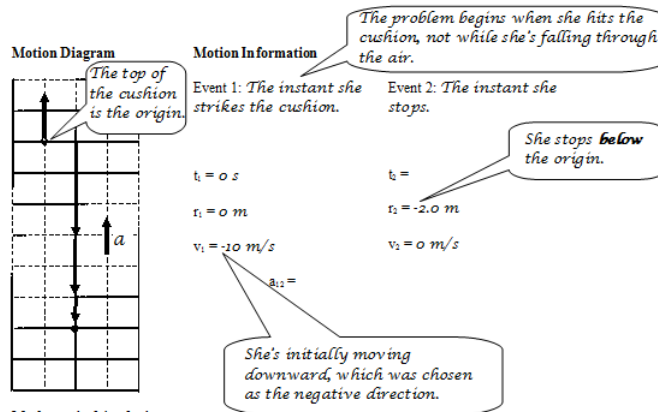 The problem begins when she hits the
cushion, not while she's falling through
the air.
Motion Diagram
Motion Information
The top of
the cushion
is the origin.
Event 1: The instant she
strikes the cushion.
Event 2: The instant she
stops.
She stops below
the origin.
t₁ = 0 s
t₂ =
r₁ = 0 m
r₂ = -2.0 m
a
v₁ = -10 m/s
v₂ = 0 m/s
a₁₂ =
She's initially moving
downward, which was chosen
as the negative direction.